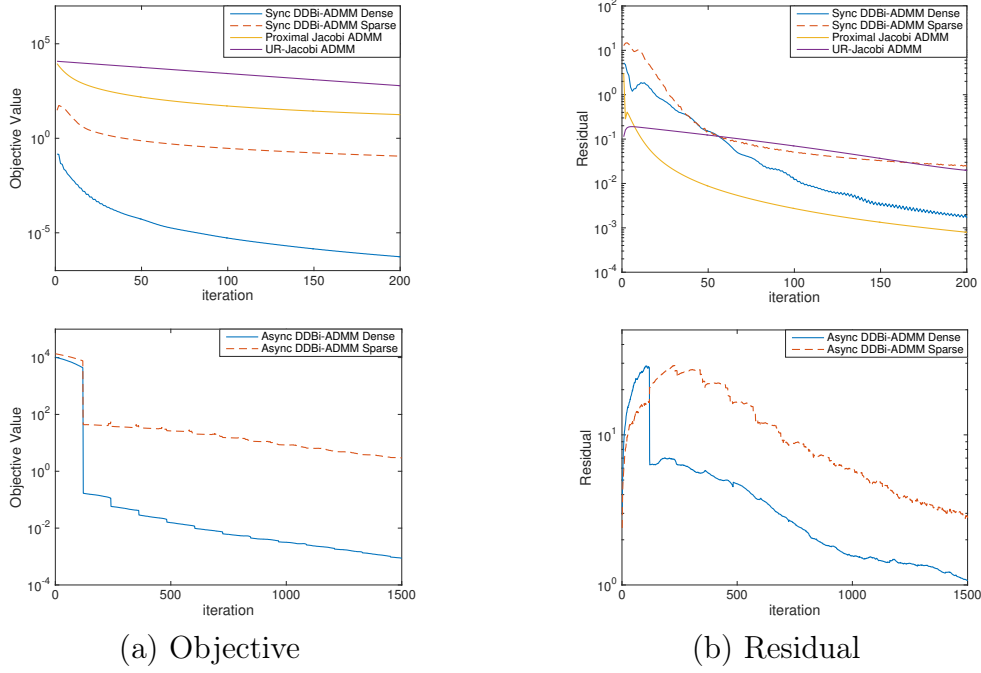 Sync DDBi-ADMM Dense
Sync DDBi-ADMM Sparse
Proximal Jacobi ADMM
UR-Jacobi ADMM
10^5
10^0
10^-5
Objective Value
0 50 100 150 200
iteration
Sync DDBi-ADMM Dense
Sync DDBi-ADMM Sparse
Proximal Jacobi ADMM
UR-Jacobi ADMM
10^2
10^1
10^0
10^-1
10^-2
10^-3
10^-4
Residual
0 50 100 150 200
iteration
Async DDBi-ADMM Dense
Async DDBi-ADMM Sparse
10^4
10^2
10^0
10^-2
10^-4
Objective Value
0 500 1000 1500
iteration
Async DDBi-ADMM Dense
Async DDBi-ADMM Sparse
10^1
10^0
Residual
0 500 1000 1500
iteration
(a) Objective
(b) Residual